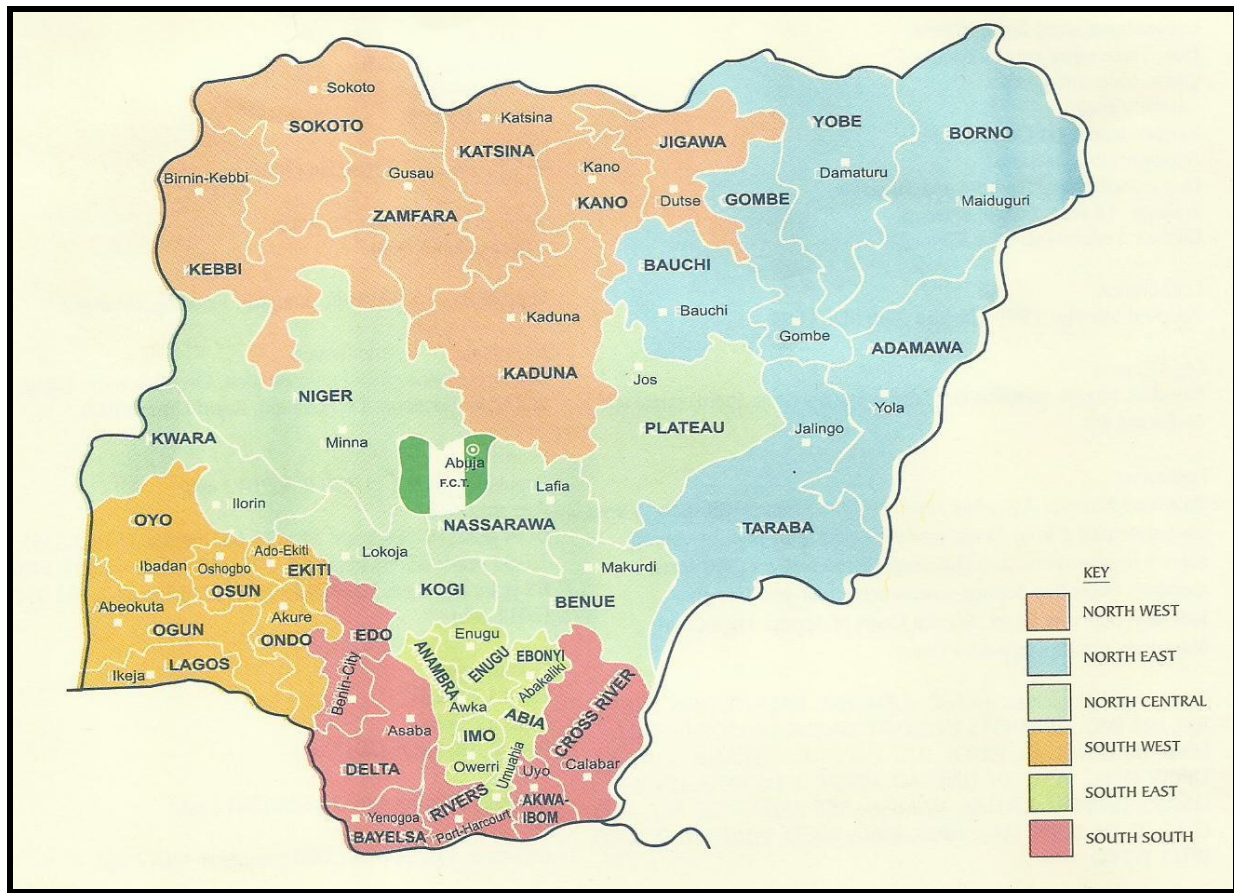 Sokoto
SOKOTO
Katsina
KATSINA
JIGAWA
YOBE
BORNO
Birnin-Kebbi
Gusau
ZAMFARA
Kano
KANO
Dutse
GOMBE
Damaturu
Maiduguri
KEBBI
BAUCHI
Bauchi
Kaduna
KADUNA
Gombe
ADAMAWA
NIGER
Jos
Yola
KWARA
Minna
PLATEAU
Jalingo
Abuja
F.C.T.
Lafia
Ilorin
NASSARAWA
TARABA
OYO
Ibadan
Oshogbo
OSUN
Ado-Ekiti
EKITI
Lokoja
KOGI
Makurdi
BENUE
Abeokuta
OGUN
Akure
ONDO
EDO
Enugu
ENUGU
ANAMBRA
EBONYI
Abakaliki
Ikeja
LAGOS
Benin-City
Awka
ABIA
CROSS RIVER
Asaba
IMO
DELTA
Owerri
Umuahia
Uyo
Calabar
RIVERS
AKWA-
IBOM
Yenogoa
BAYELSA
Port-Harcourt
KEY
NORTH WEST
NORTH EAST
NORTH CENTRAL
SOUTH WEST
SOUTH EAST
SOUTH SOUTH